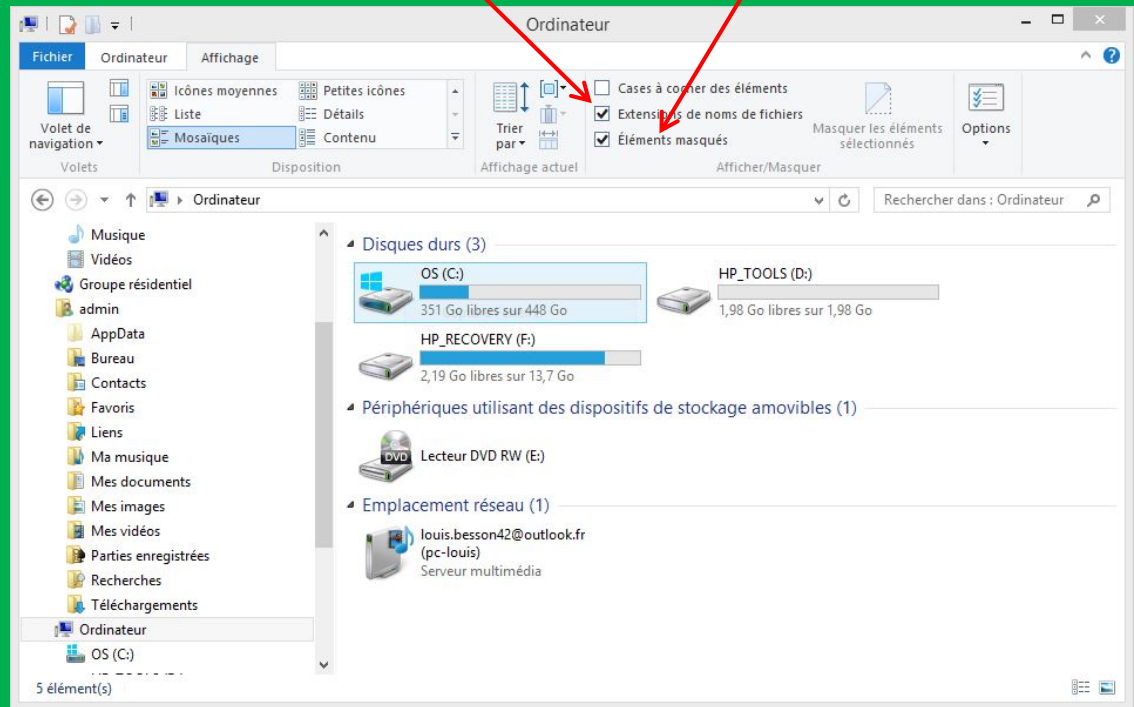 Ordinateur
Fichier Ordinateur Affichage
Volet de navigation
Volets
Icônes moyennes Petites icônes
Liste Détails
Mosaïques Contenu
Disposition
Trier par
Affichage actuel
Cases à cocher des éléments
Extensions de noms de fichiers
Éléments masqués
Masquer les éléments
sélectionnés
Afficher/Masquer
Options
Ordinateur
Rechercher dans : Ordinateur
Musique
Vidéos
Groupe résidentiel
admin
AppData
Bureau
Contacts
Favoris
Liens
Ma musique
Mes documents
Mes images
Mes vidéos
Parties enregistrées
Recherches
Téléchargements
Ordinateur
OS (C:)
Disques durs (3)
OS (C:)
351 Go libres sur 448 Go
HP_TOOLS (D:)
1,98 Go libres sur 1,98 Go
HP_RECOVERY (F:)
2,19 Go libres sur 13,7 Go
Périphériques utilisant des dispositifs de stockage amovibles (1)
DVD
Lecteur DVD RW (E:)
Emplacement réseau (1)
louis.besson42@outlook.fr
(pc-louis)
Serveur multimédia
5 élément(s)